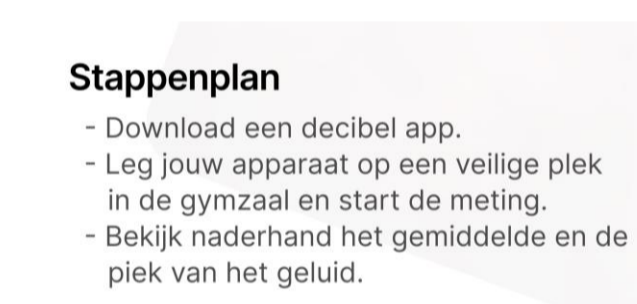 Stappenplan
- Download een decibel app.
- Leg jouw apparaat op een veilige plek
in de gymzaal en start de meting.
- Bekijk naderhand het gemiddelde en de
piek van het geluid.